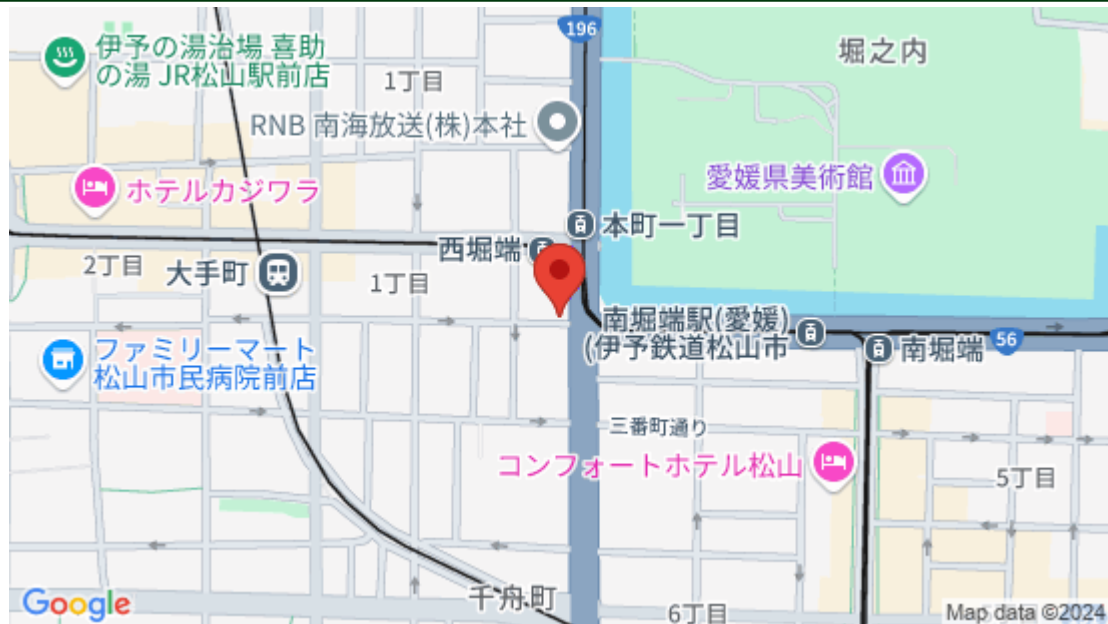 196
伊予の湯治場 喜助
の湯 JR松山駅前店
堀之内
1丁目
RNB 南海放送(株)本社
愛媛県美術館
ホテルカジワラ
本町一丁目
西堀端
2丁目
大手町
1丁目
南堀端駅(愛媛)
(伊予鉄道松山市
南堀端
56
ファミリーマート
松山市民病院前店
三番町通り
コンフォートホテル松山
5丁目
千舟町
6丁目
Google
Map data ©2024